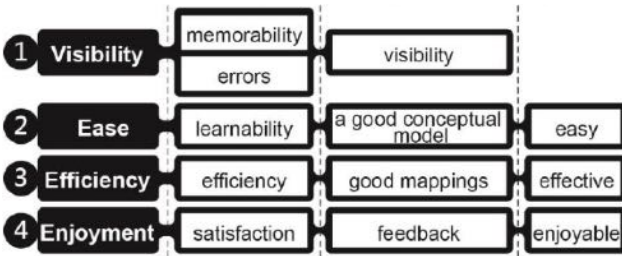 memorability
1 Visibility visibility
errors
2 Ease learnability a good conceptual model easy
3 Efficiency efficiency good mappings effective
4 Enjoyment satisfaction feedback enjoyable